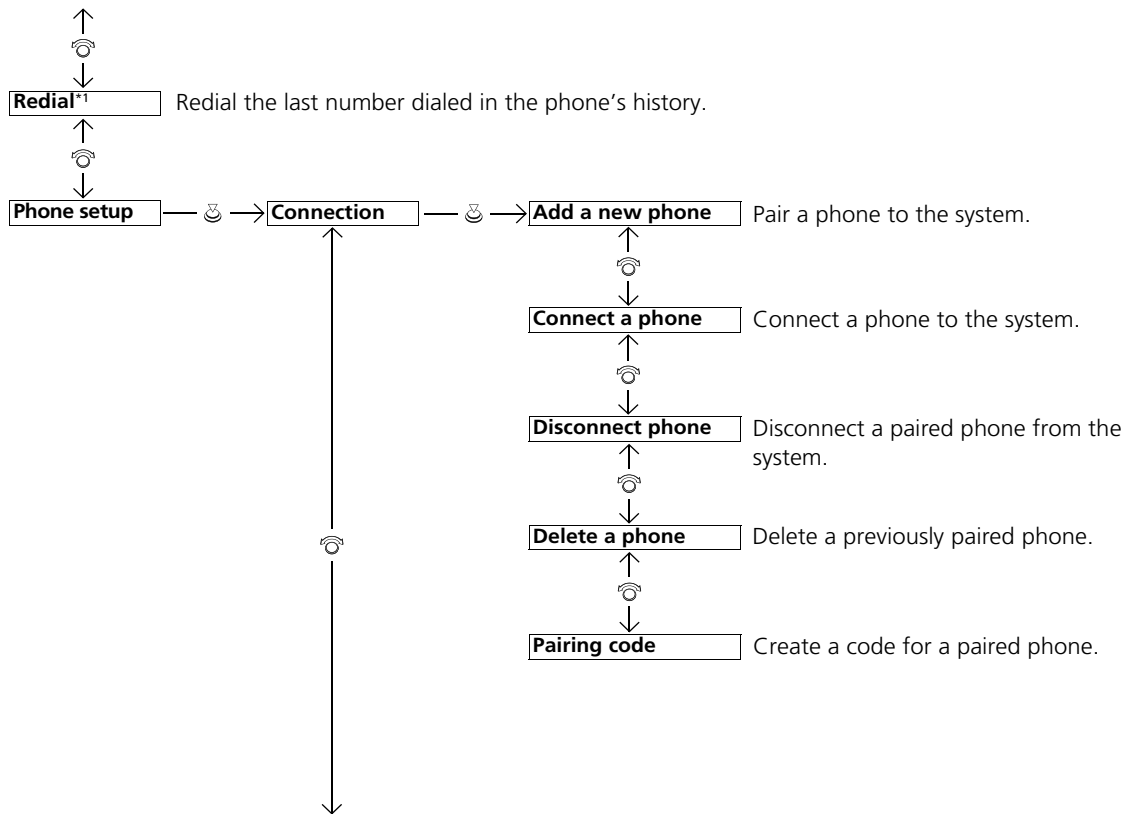 Redial*1
Redial the last number dialed in the phone's history.
Phone setup
Connection
Add a new phone
Pair a phone to the system.
Connect a phone
Connect a phone to the system.
Disconnect phone
Disconnect a paired phone from the
system.
Delete a phone
Delete a previously paired phone.
Pairing code
Create a code for a paired phone.